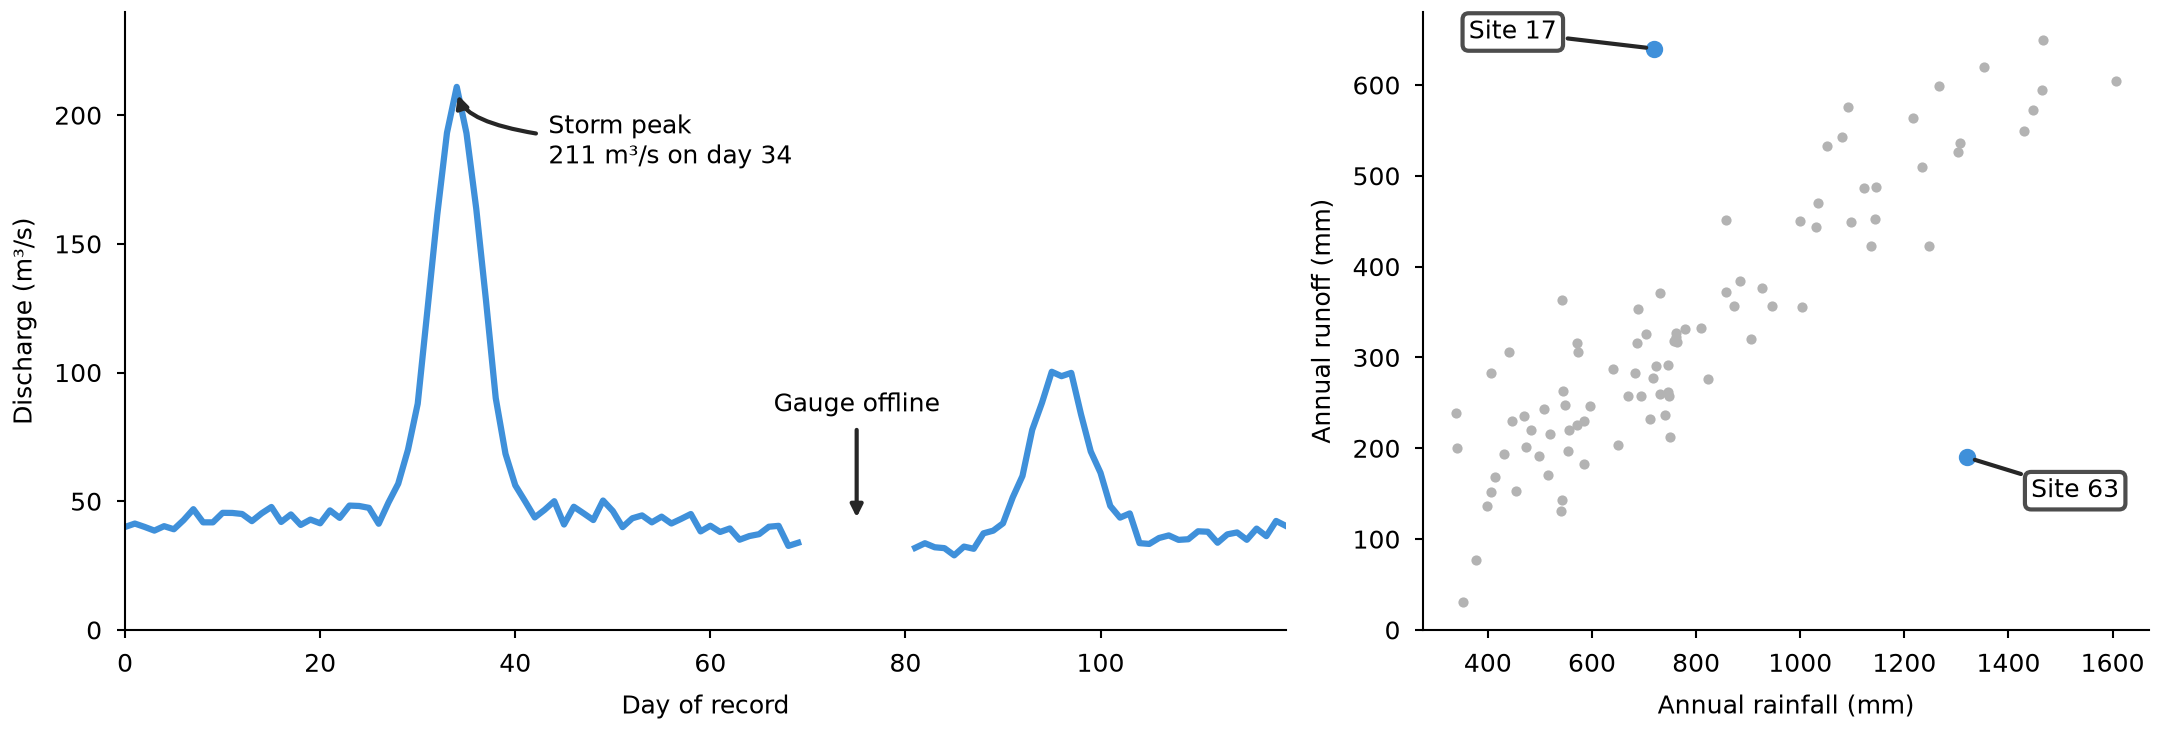 200
150
100
50
0
Discharge (m³/s)
Storm peak
211 m³/s on day 34
Gauge offline
0 20 40 60 80 100
Day of record
600
500
400
300
200
100
0
Annual runoff (mm)
Site 17
Site 63
400 600 800 1000 1200 1400 1600
Annual rainfall (mm)